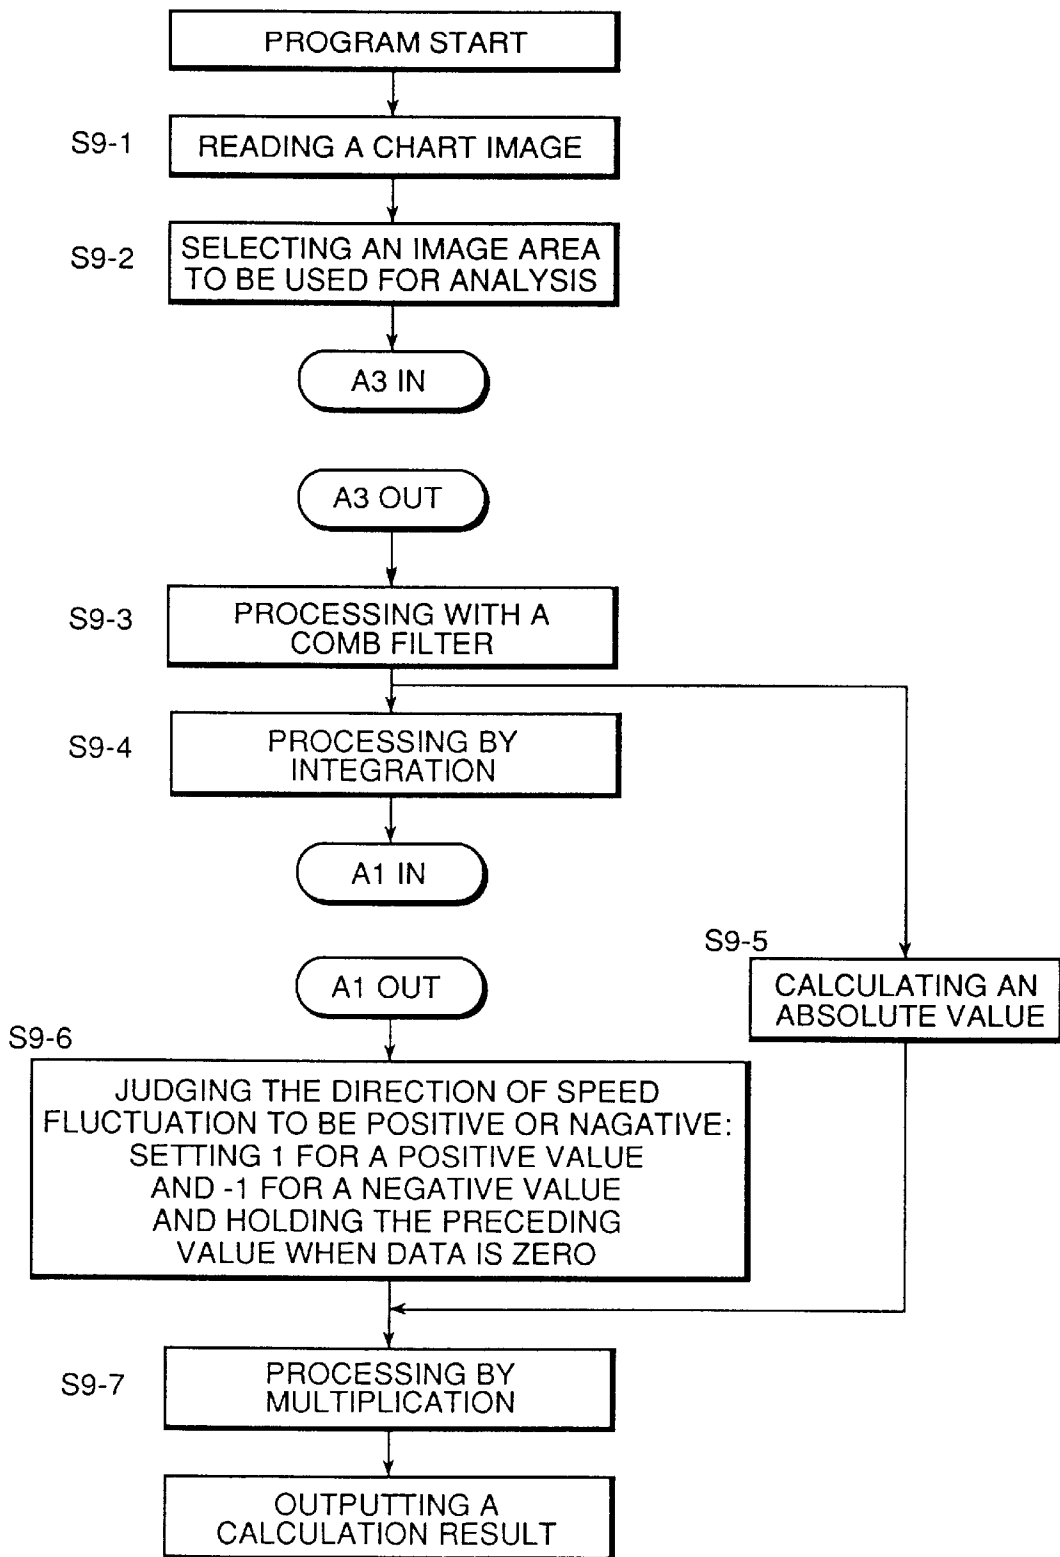 PROGRAM START
S9-1
READING A CHART IMAGE
S9-2
SELECTING AN IMAGE AREA
TO BE USED FOR ANALYSIS
A3 IN
A3 OUT
S9-3
PROCESSING WITH A
COMB FILTER
S9-4
PROCESSING BY
INTEGRATION
A1 IN
S9-5
CALCULATING AN
ABSOLUTE VALUE
A1 OUT
S9-6
JUDGING THE DIRECTION OF SPEED
FLUCTUATION TO BE POSITIVE OR NAGATIVE:
SETTING 1 FOR A POSITIVE VALUE
AND -1 FOR A NEGATIVE VALUE
AND HOLDING THE PRECEDING
VALUE WHEN DATA IS ZERO
S9-7
PROCESSING BY
MULTIPLICATION
OUTPUTTING A
CALCULATION RESULT